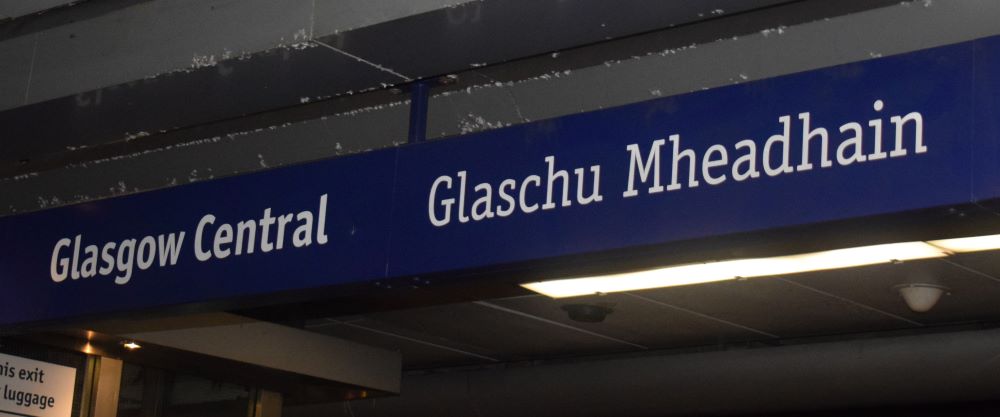 Glasgow Central
Glaschu Mheadhain
exit
luggage